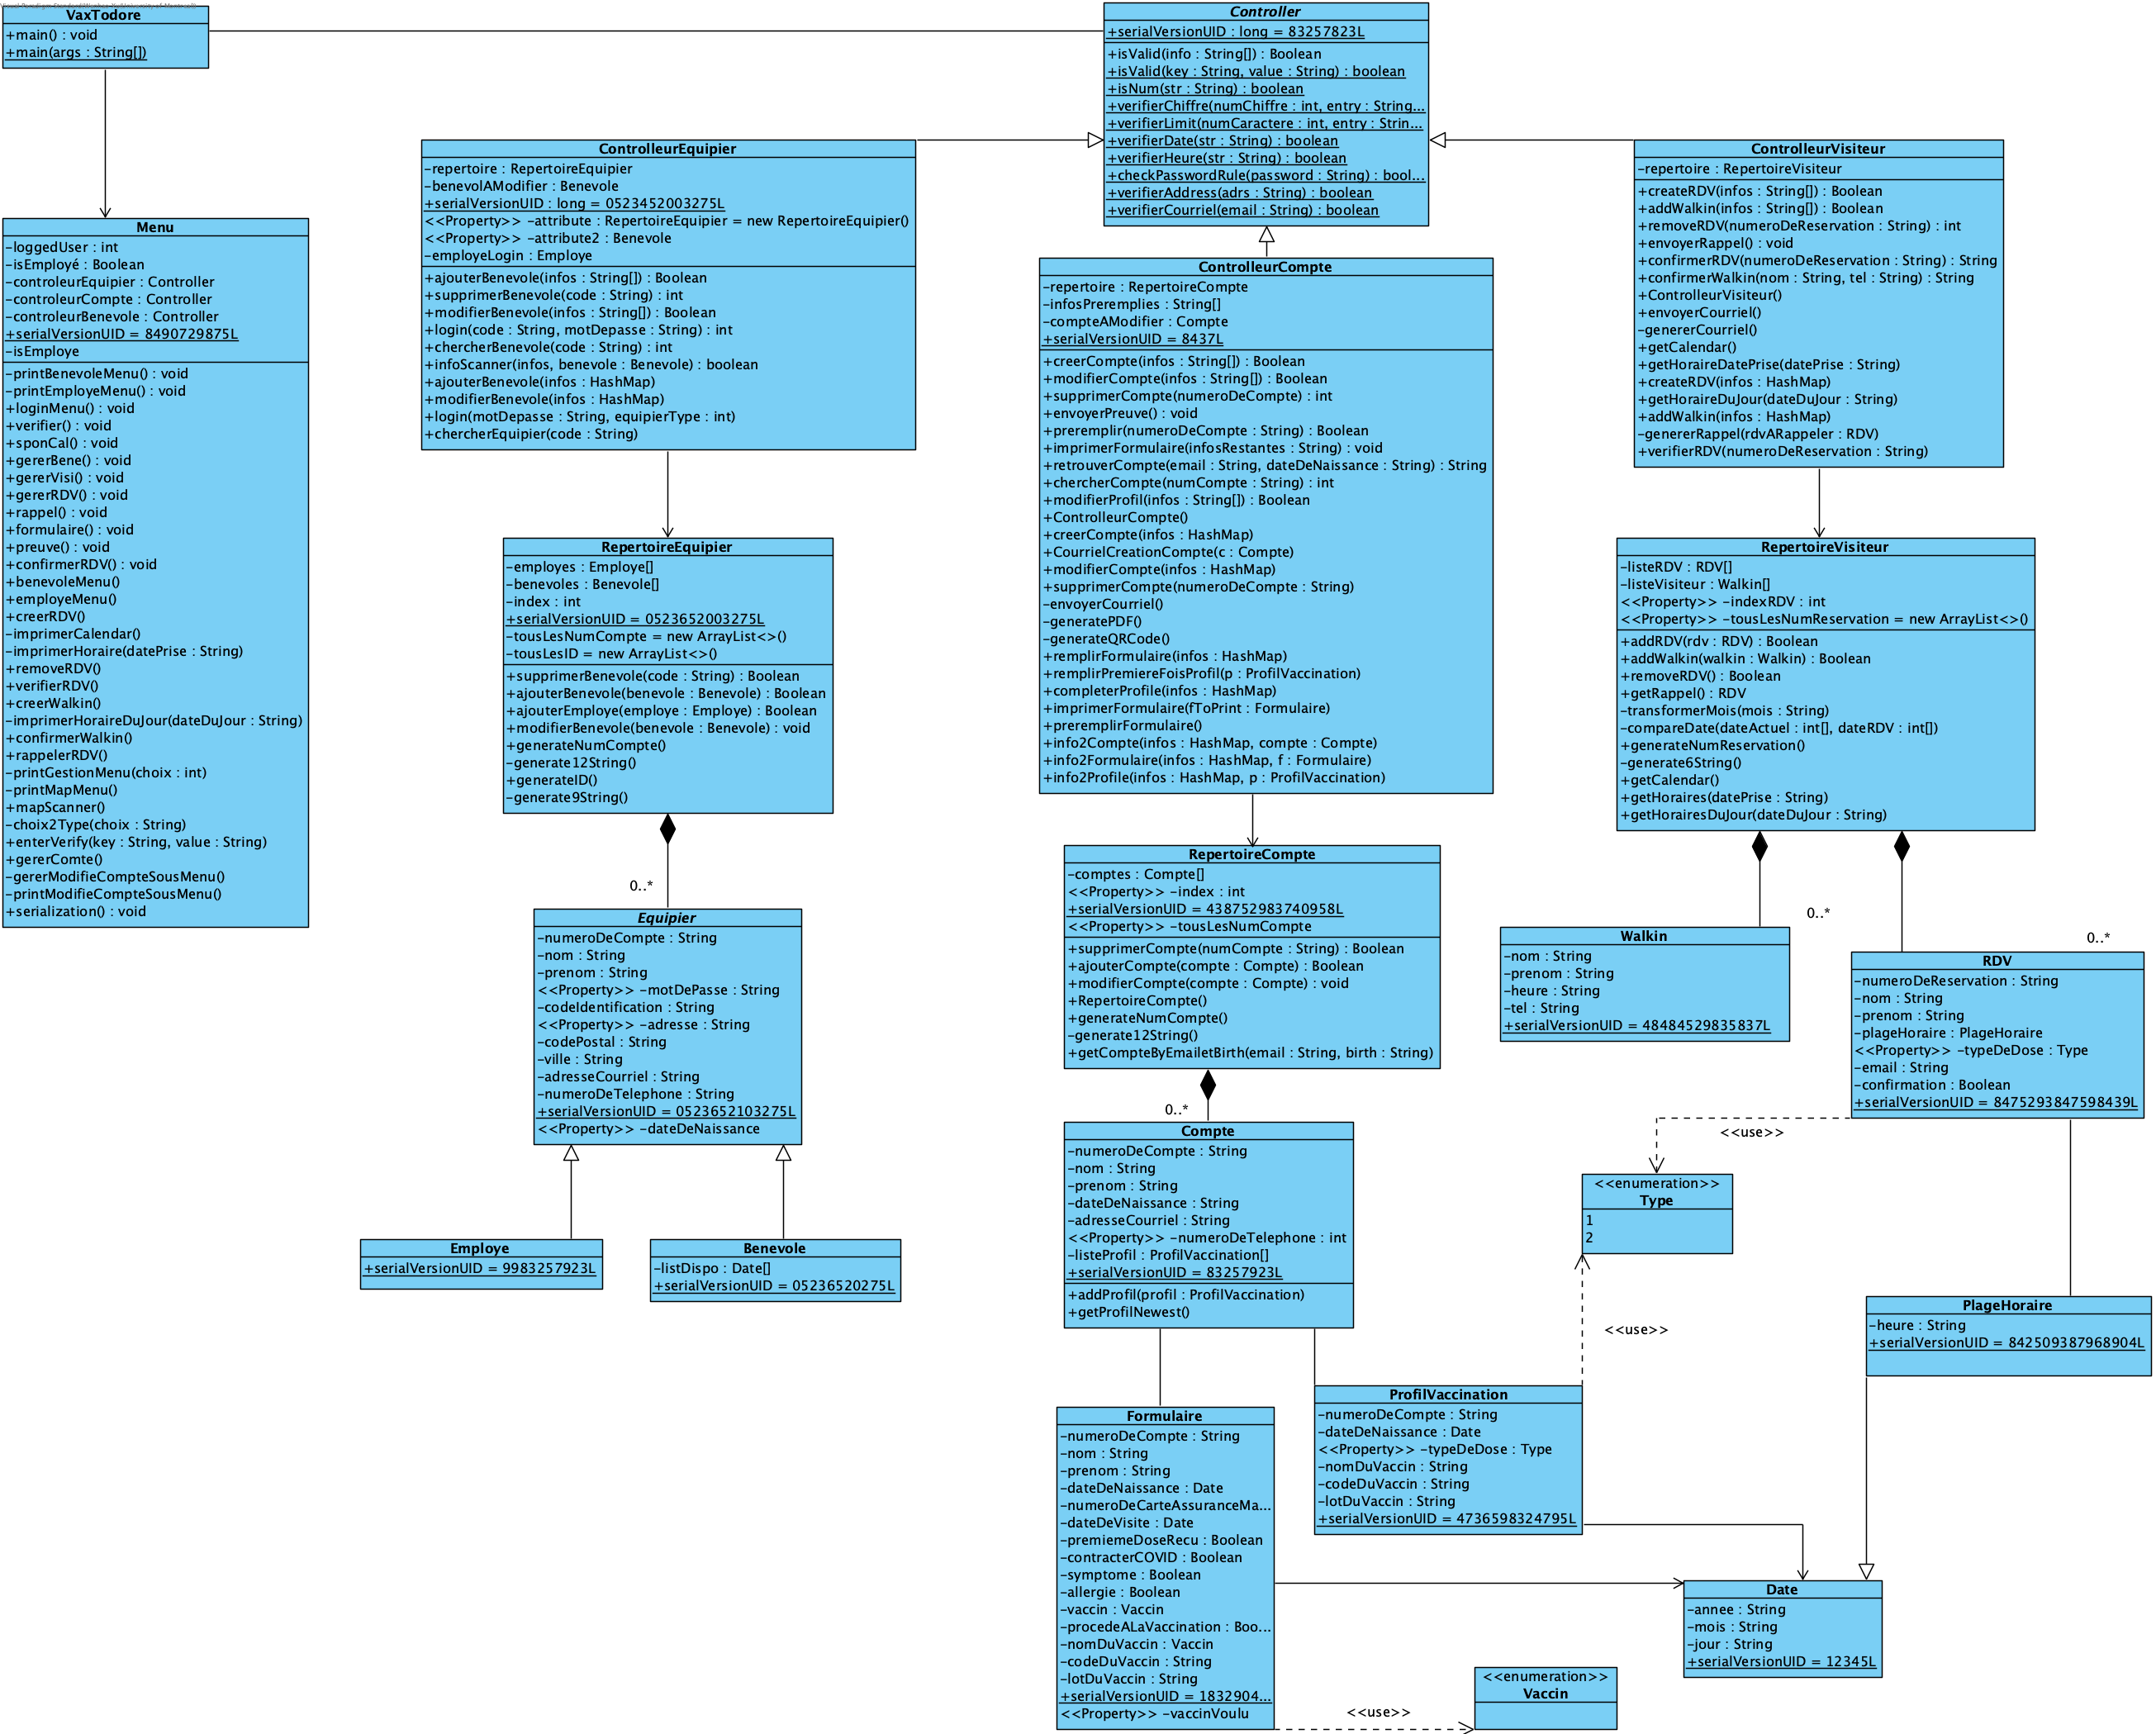 VaxTodore
+main() : void
+main(args : String[])
Controller
+serialVersionUID : long = 83257823L
+isValid(info : String[]) : Boolean
+isValid(key : String, value : String) : boolean
+isNum(str : String) : boolean
+verifierChiffre(numChiffre : int, entry : String...
+verifierLimit(numCaractere : int, entry : Strin...
+verifierDate(str : String) : boolean
+verifierHeure(str : String) : boolean
+checkPasswordRule(password : String) : bool...
+verifierAddress(adrs : String) : boolean
+verifierCourriel(email : String) : boolean
Menu
-loggedUser : int
-isEmployé : Boolean
-controleurEquipier : Controller
-controleurCompte : Controller
-controleurBenevole : Controller
+serialVersionUID = 8490729875L
-isEmploye
-printBenevoleMenu() : void
-printEmployeMenu() : void
+loginMenu() : void
+verifier() : void
+sponCal() : void
+gererBene() : void
+gererVisi() : void
+gererRDV() : void
+rappel() : void
+formulaire() : void
+preuve() : void
+confirmerRDV() : void
+benevoleMenu()
+employeMenu()
+creerRDV()
-imprimerCalendar()
-imprimerHoraire(datePrise : String)
+removeRDV()
+verifierRDV()
+creerWalkin()
-imprimerHoraireDuJour(dateDuJour : String)
+confirmerWalkin()
+rappelerRDV()
-printGestionMenu(choix : int)
-printMapMenu()
+mapScanner()
-choix2Type(choix : String)
+enterVerify(key : String, value : String)
+gererComte()
-gererModifieCompteSousMenu()
-printModifieCompteSousMenu()
+serialization() : void
ControlleurEquipier
-repertoire : RepertoireEquipier
-benevolAModifier : Benevole
+serialVersionUID : long = 0523452003275L
<<Property>> -attribute : RepertoireEquipier = new RepertoireEquipier()
<<Property>> -attribute2 : Benevole
-employeLogin : Employe
+ajouterBenevole(infos : String[]) : Boolean
+supprimerBenevole(code : String) : int
+modifierBenevole(infos : String[]) : Boolean
+login(code : String, motDepasse : String) : int
+chercherBenevole(code : String) : int
+infoScanner(infos, benevole : Benevole) : boolean
+ajouterBenevole(infos : HashMap)
+modifierBenevole(infos : HashMap)
+login(motDepasse : String, equipierType : int)
+chercherEquipier(code : String)
ControlleurCompte
-repertoire : RepertoireCompte
-infosPreremplies : String[]
-compteAModifier : Compte
+serialVersionUID = 8437L
+creerCompte(infos : String[]) : Boolean
+modifierCompte(infos : String[]) : Boolean
+supprimerCompte(numeroDeCompte) : int
+envoyerPreuve() : void
+preremplir(numeroDeCompte : String) : Boolean
+imprimerFormulaire(infosRestantes : String) : void
+retrouverCompte(email : String, dateDeNaissance : String) : String
+chercherCompte(numCompte : String) : int
+modifierProfil(infos : String[]) : Boolean
+ControlleurCompte()
+creerCompte(infos : HashMap)
+CourrielCreationCompte(c : Compte)
+modifierCompte(infos : HashMap)
+supprimerCompte(numeroDeCompte : String)
-envoyerCourriel()
-generatePDF()
-generateQRCode()
+remplirFormulaire(infos : HashMap)
+remplirPremiereFoisProfil(p : ProfilVaccination)
+completerProfile(infos : HashMap)
+imprimerFormulaire(fToPrint : Formulaire)
+preremplirFormulaire()
+info2Compte(infos : HashMap, compte : Compte)
+info2Formulaire(infos : HashMap, f : Formulaire)
+info2Profile(infos : HashMap, p : ProfilVaccination)
ControlleurVisiteur
-repertoire : RepertoireVisiteur
+createRDV(infos : String[]) : Boolean
+addWalkin(infos : String[]) : Boolean
+removeRDV(numeroDeReservation : String) : int
+envoyerRappel() : void
+confirmerRDV(numeroDeReservation : String) : String
+confirmerWalkin(nom : String, tel : String) : String
+ControlleurVisiteur()
+envoyerCourriel()
-genererCourriel()
+getCalendar()
+getHoraireDatePrise(datePrise : String)
+createRDV(infos : HashMap)
+getHoraireDuJour(dateDuJour : String)
+addWalkin(infos : HashMap)
-genererRappel(rdvARappeler : RDV)
+verifierRDV(numeroDeReservation : String)
RepertoireEquipier
-employes : Employe[]
-benevoles : Benevole[]
-index : int
+serialVersionUID = 0523652003275L
-tousLesNumCompte = new ArrayList<>()
-tousLesID = new ArrayList<>()
+supprimerBenevole(code : String) : Boolean
+ajouterBenevole(benevole : Benevole) : Boolean
+ajouterEmploye(employe : Employe) : Boolean
+modifierBenevole(benevole : Benevole) : void
+generateNumCompte()
-generate12String()
+generateID()
-generate9String()
0..*
Equipier
-numeroDeCompte : String
-nom : String
-prenom : String
<<Property>> -motDePasse : String
-codeIdentification : String
<<Property>> -adresse : String
-codePostal : String
-ville : String
-adresseCourriel : String
-numeroDeTelephone : String
+serialVersionUID = 0523652103275L
<<Property>> -dateDeNaissance
Employe
+serialVersionUID = 9983257923L
Benevole
-listDispo : Date[]
+serialVersionUID = 05236520275L
RepertoireCompte
-comptes : Compte[]
<<Property>> -index : int
+serialVersionUID = 438752983740958L
<<Property>> -tousLesNumCompte
+supprimerCompte(numCompte : String) : Boolean
+ajouterCompte(compte : Compte) : Boolean
+modifierCompte(compte : Compte) : void
+RepertoireCompte()
+generateNumCompte()
-generate12String()
+getCompteByEmailetBirth(email : String, birth : String)
0..*
Compte
-numeroDeCompte : String
-nom : String
-prenom : String
-dateDeNaissance : String
-adresseCourriel : String
<<Property>> -numeroDeTelephone : int
-listeProfil : ProfilVaccination[]
+serialVersionUID = 83257923L
+addProfil(profil : ProfilVaccination)
+getProfilNewest()
RepertoireVisiteur
-listeRDV : RDV[]
-listeVisiteur : Walkin[]
<<Property>> -indexRDV : int
<<Property>> -tousLesNumReservation = new ArrayList<>()
+addRDV(rdv : RDV) : Boolean
+addWalkin(walkin : Walkin) : Boolean
+removeRDV() : Boolean
+getRappel() : RDV
-transformerMois(mois : String)
-compareDate(dateActuel : int[], dateRDV : int[])
+generateNumReservation()
-generate6String()
+getCalendar()
+getHoraires(datePrise : String)
+getHorairesDuJour(dateDuJour : String)
0..*
0..*
Walkin
-nom : String
-prenom : String
-heure : String
-tel : String
+serialVersionUID = 48484529835837L
RDV
-numeroDeReservation : String
-nom : String
-prenom : String
-plageHoraire : PlageHoraire
<<Property>> -typeDeDose : Type
-email : String
-confirmation : Boolean
+serialVersionUID = 8475293847598439L
<<use>>
<<enumeration>>
Type
1
2
<<use>>
PlageHoraire
-heure : String
+serialVersionUID = 842509387968904L
ProfilVaccination
-numeroDeCompte : String
-dateDeNaissance : Date
<<Property>> -typeDeDose : Type
-nomDuVaccin : String
-codeDuVaccin : String
-lotDuVaccin : String
+serialVersionUID = 4736598324795L
Formulaire
-numeroDeCompte : String
-nom : String
-prenom : String
-dateDeNaissance : Date
-numeroDeCarteAssuranceMa...
-dateDeVisite : Date
-premiemeDoseRecu : Boolean
-contracterCOVID : Boolean
-symptome : Boolean
-allergie : Boolean
-vaccin : Vaccin
-procedeALaVaccination : Boo...
-nomDuVaccin : Vaccin
-codeDuVaccin : String
-lotDuVaccin : String
+serialVersionUID = 1832904...
<<Property>> -vaccinVoulu
Date
-annee : String
-mois : String
-jour : String
+serialVersionUID = 12345L
<<use>>
<<enumeration>>
Vaccin